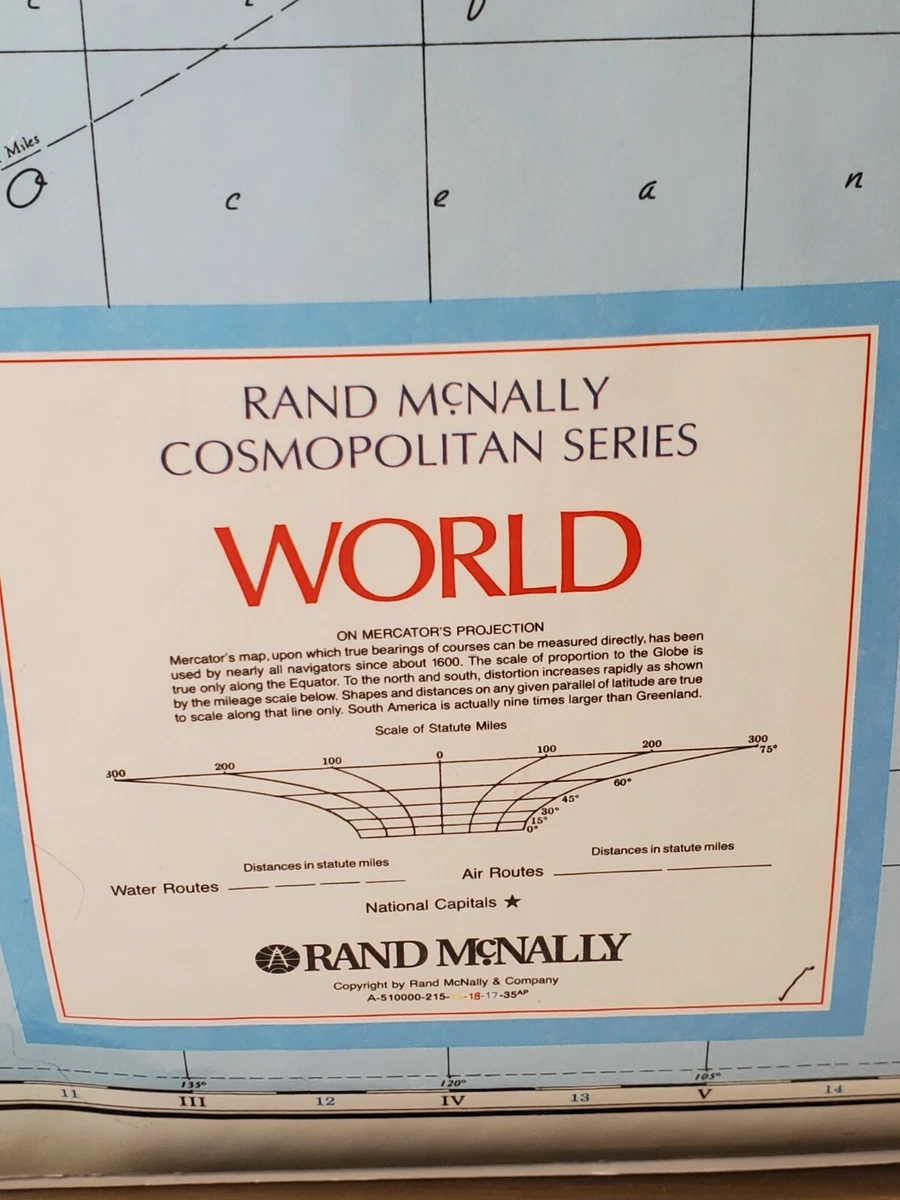 Miles
O c e a n
RAND McNALLY
COSMOPOLITAN SERIES
WORLD
ON MERCATOR'S PROJECTION
Mercator's map, upon which true bearings of courses can be measured directly, has been
used by nearly all navigators since about 1600. The scale of proportion to the Globe is
true only along the Equator. To the north and south, distortion increases rapidly as shown
by the mileage scale below. Shapes and distances on any given parallel of latitude are true
to scale along that line only. South America is actually nine times larger than Greenland.
Scale of Statute Miles
300 200 100 0 100 200 300
75°
60°
45°
30°
15°
0°
Distances in statute miles
Water Routes
Distances in statute miles
Air Routes
National Capitals ★
RAND McNALLY
Copyright by Rand McNally & Company
A-510000-215- -18-17-35AP
135° 120° 105°
11 III 12 IV 13 V 14